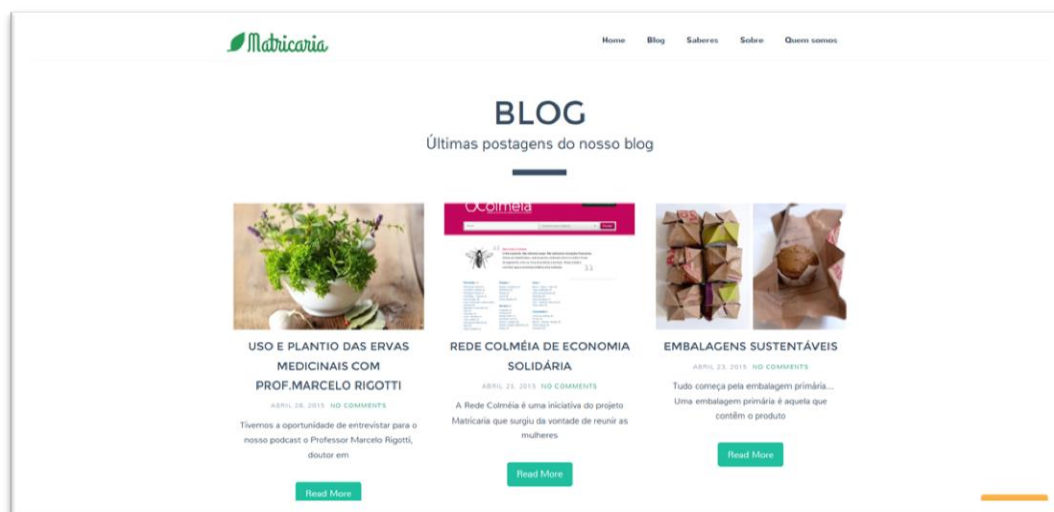 Matricaria
Home Blog Saberes Sobre Quem somos
BLOG
Últimas postagens do nosso blog
Colmeia
USO E PLANTIO DAS ERVAS
MEDICINAIS COM
PROF.MARCELO RIGOTTI
ABRIL 28, 2015 NO COMMENTS
Tivemos a oportunidade de entrevistar para o
nosso podcast o Professor Marcelo Rigotti,
doutor em
Read More
REDE COLMÉIA DE ECONOMIA
SOLIDÁRIA
ABRIL 23, 2015 NO COMMENTS
A Rede Colméia é uma iniciativa do projeto
Matricaria que surgiu da vontade de reunir as
mulheres
Read More
EMBALAGENS SUSTENTÁVEIS
ABRIL 23, 2015 NO COMMENTS
Tudo começa pela embalagem primária...
Uma embalagem primária é aquela que
contêm o produto
Read More